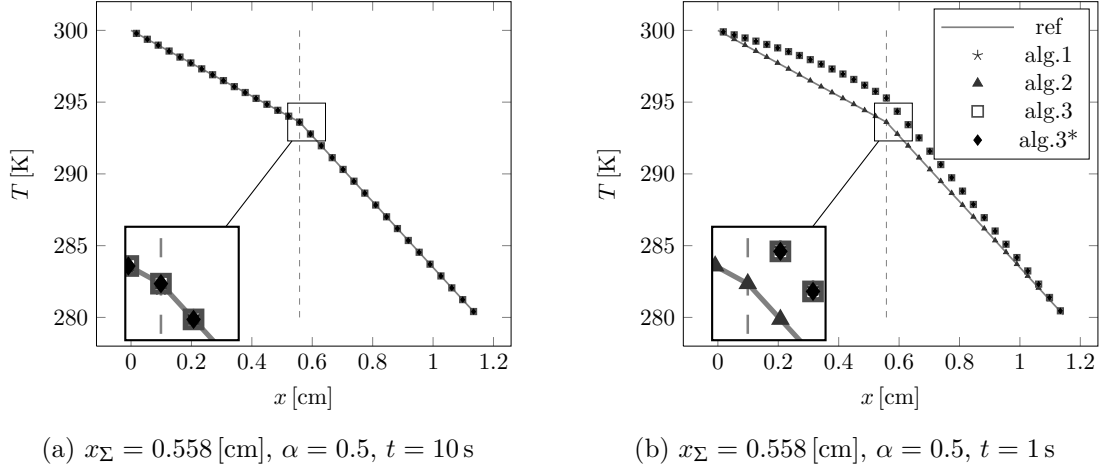 300
295
290
285
280
T [K]
0
0.2
0.4
0.6
0.8
1
1.2
x [cm]
(a) xΣ = 0.558 [cm], α = 0.5, t = 10 s
300
295
290
285
280
T [K]
0
0.2
0.4
0.6
0.8
1
1.2
x [cm]
ref
alg.1
alg.2
alg.3
alg.3*
(b) xΣ = 0.558 [cm], α = 0.5, t = 1 s